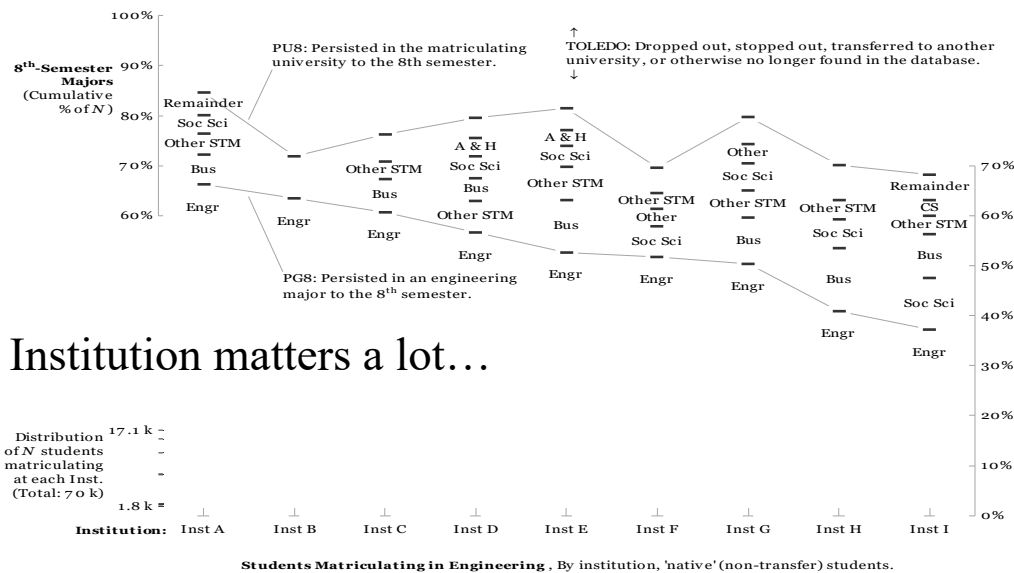 100%
90%
80%
70%
60%
8th-Semester
Majors
(Cumulative
% of N)
PU8: Persisted in the matriculating
university to the 8th semester.
↑
TOLEDO: Dropped out, stopped out, transferred to another
university, or otherwise no longer found in the database.
↓
Remainder
Soc Sci
Other STM
Bus
Engr
Engr
Other STM
Bus
Engr
A & H
Soc Sci
Bus
Other STM
Engr
A & H
Soc Sci
Other STM
Bus
Engr
Other STM
Other
Soc Sci
Engr
Other
Soc Sci
Other STM
Bus
Engr
Other STM
Soc Sci
Bus
Engr
Remainder
CS
Other STM
Bus
Soc Sci
Engr
70%
60%
50%
40%
30%
20%
10%
0%
PG8: Persisted in an engineering
major to the 8th semester.
Institution matters a lot…
Distribution
of N students
matriculating
at each Inst.
(Total: 70 k)
17.1 k
1.8 k
Institution: Inst A Inst B Inst C Inst D Inst E Inst F Inst G Inst H Inst I
Students Matriculating in Engineering , By institution, 'native' (non-transfer) students.